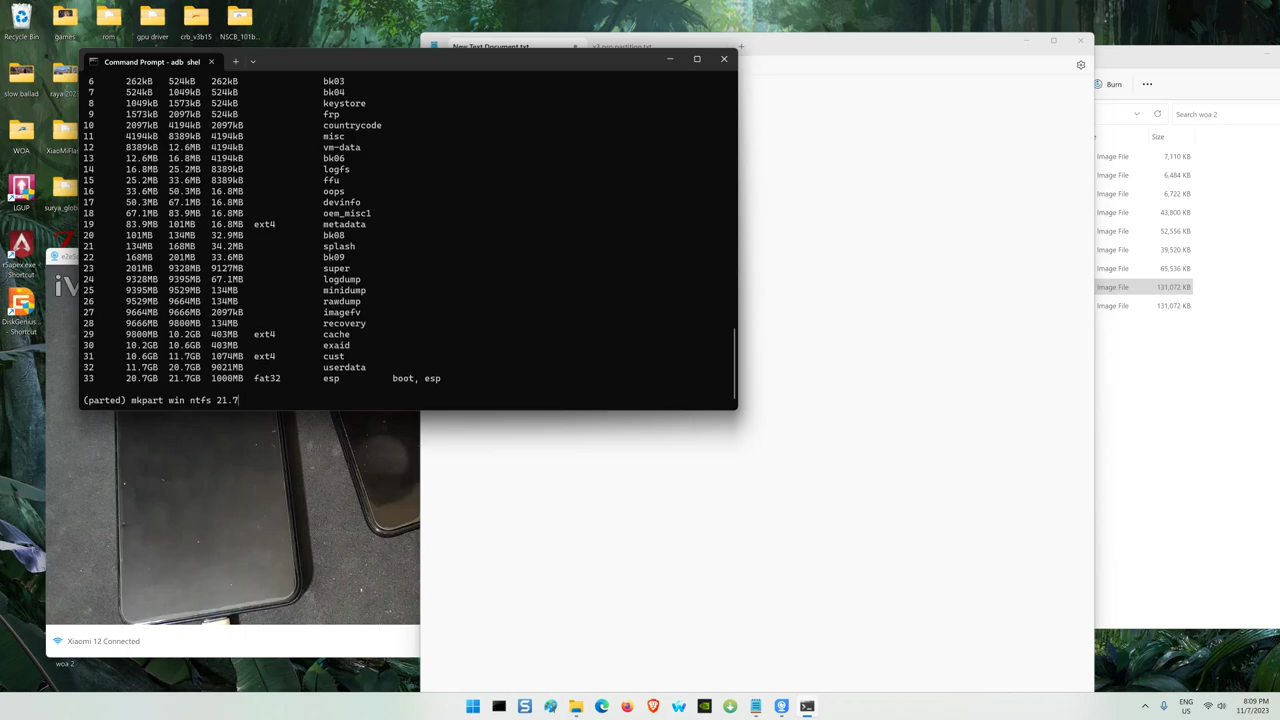 Recycle Bin
games
rom
gpu driver
crb_v3b15
NSCB_101b...
slow ballad
raya 2023
WOA
XiaoMiFlas
LGUP
surya_globa
r5apex.exe -
Shortcut
DiskGenius...
- Shortcut
woa 2
Xiaomi 12 Connected
New Text Document.txt
x3 pro partition.txt
Command Prompt - adb shel
6 262kB 524kB 262kB bk03
7 524kB 1049kB 524kB bk04
8 1049kB 1573kB 524kB keystore
9 1573kB 2097kB 524kB frp
10 2097kB 4194kB 2097kB countrycode
11 4194kB 8389kB 4194kB misc
12 8389kB 12.6MB 4194kB vm-data
13 12.6MB 16.8MB 4194kB bk06
14 16.8MB 25.2MB 8389kB logfs
15 25.2MB 33.6MB 8389kB ffu
16 33.6MB 50.3MB 16.8MB oops
17 50.3MB 67.1MB 16.8MB devinfo
18 67.1MB 83.9MB 16.8MB oem_misc1
19 83.9MB 101MB 16.8MB ext4 metadata
20 101MB 134MB 32.9MB bk08
21 134MB 168MB 34.2MB splash
22 168MB 201MB 33.6MB bk09
23 201MB 9328MB 9127MB super
24 9328MB 9395MB 67.1MB logdump
25 9395MB 9529MB 134MB minidump
26 9529MB 9664MB 134MB rawdump
27 9664MB 9666MB 2097kB imagefv
28 9666MB 9800MB 134MB recovery
29 9800MB 10.2GB 403MB ext4 cache
30 10.2GB 10.6GB 403MB exaid
31 10.6GB 11.7GB 1074MB ext4 cust
32 11.7GB 20.7GB 9021MB userdata
33 20.7GB 21.7GB 1000MB fat32 esp boot, esp
(parted) mkpart win ntfs 21.7
Burn
Search woa 2
Size
Image File 7,110 KB
Image File 6,484 KB
Image File 6,722 KB
Image File 43,800 KB
Image File 52,556 KB
Image File 39,520 KB
Image File 65,536 KB
Image File 131,072 KB
Image File 131,072 KB
ENG
US
8:09 PM
11/7/2023